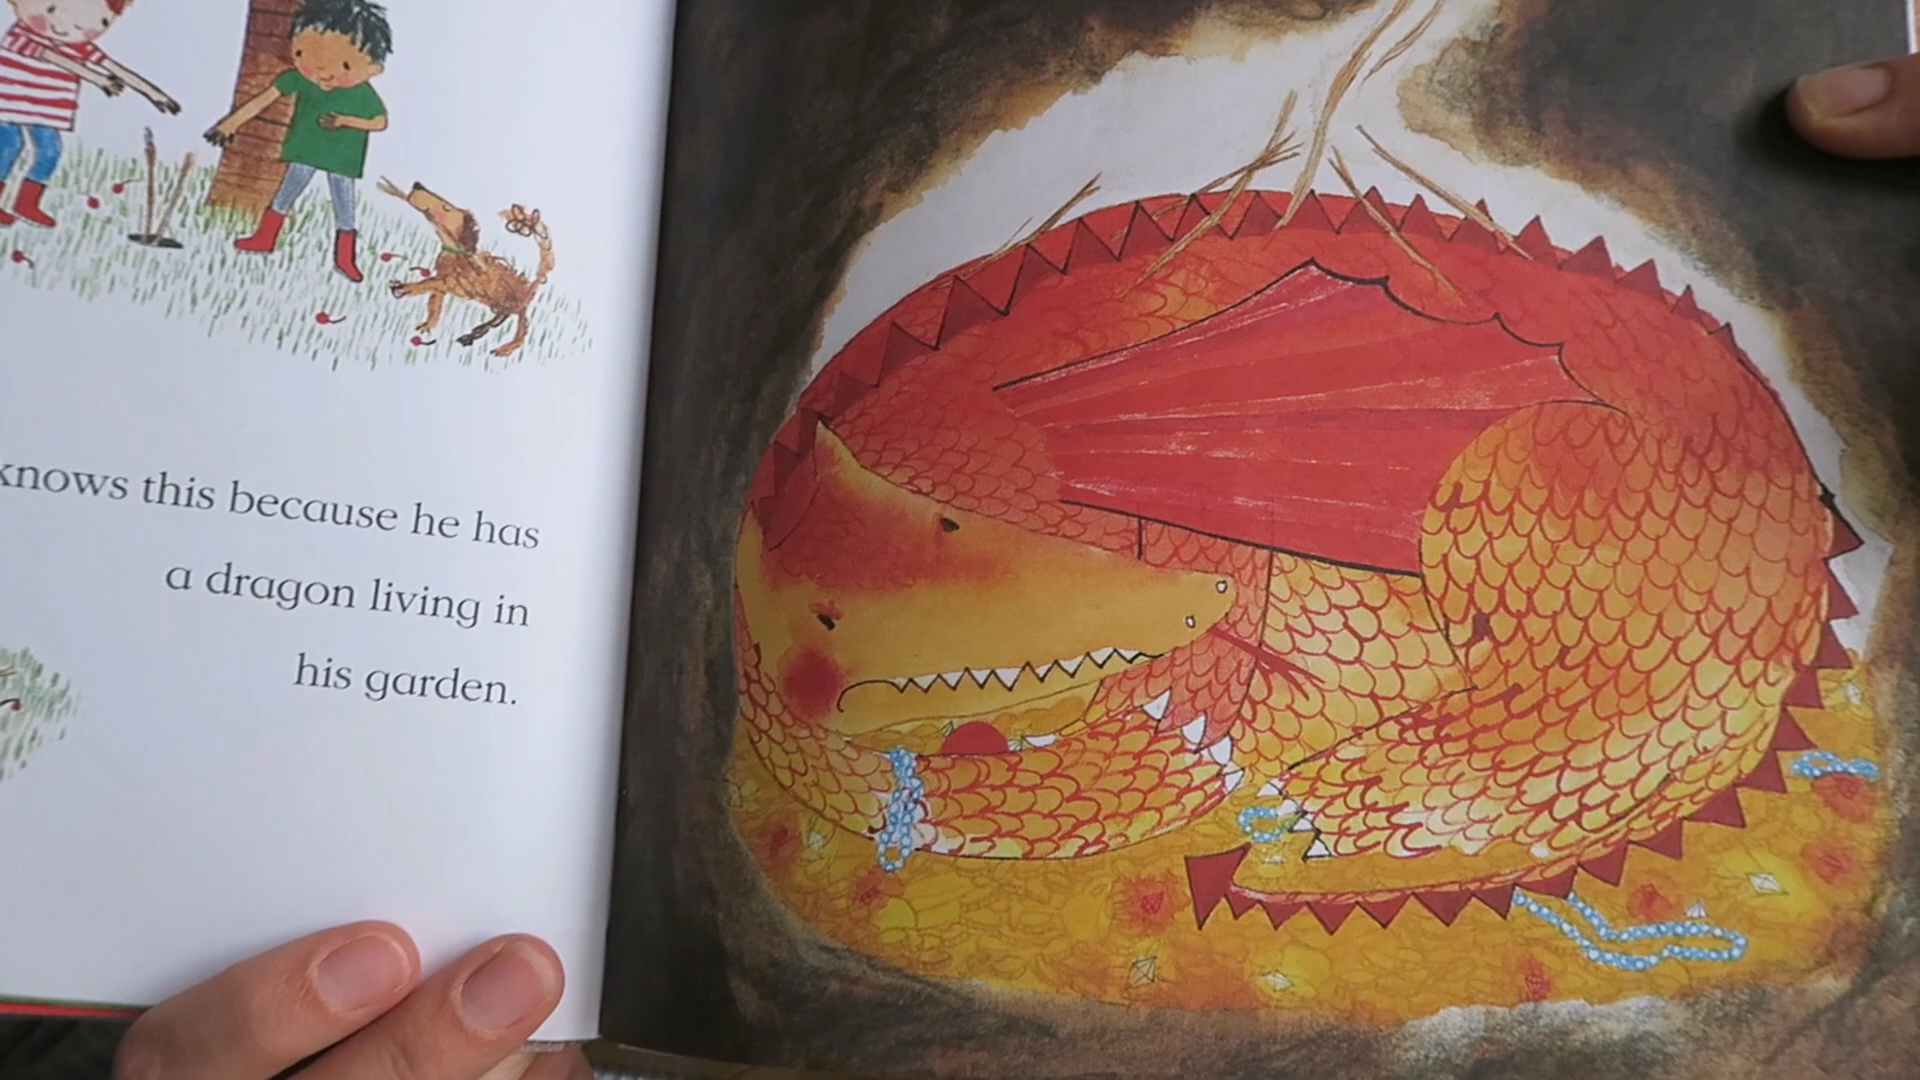 knows this because he has
a dragon living in
his garden.